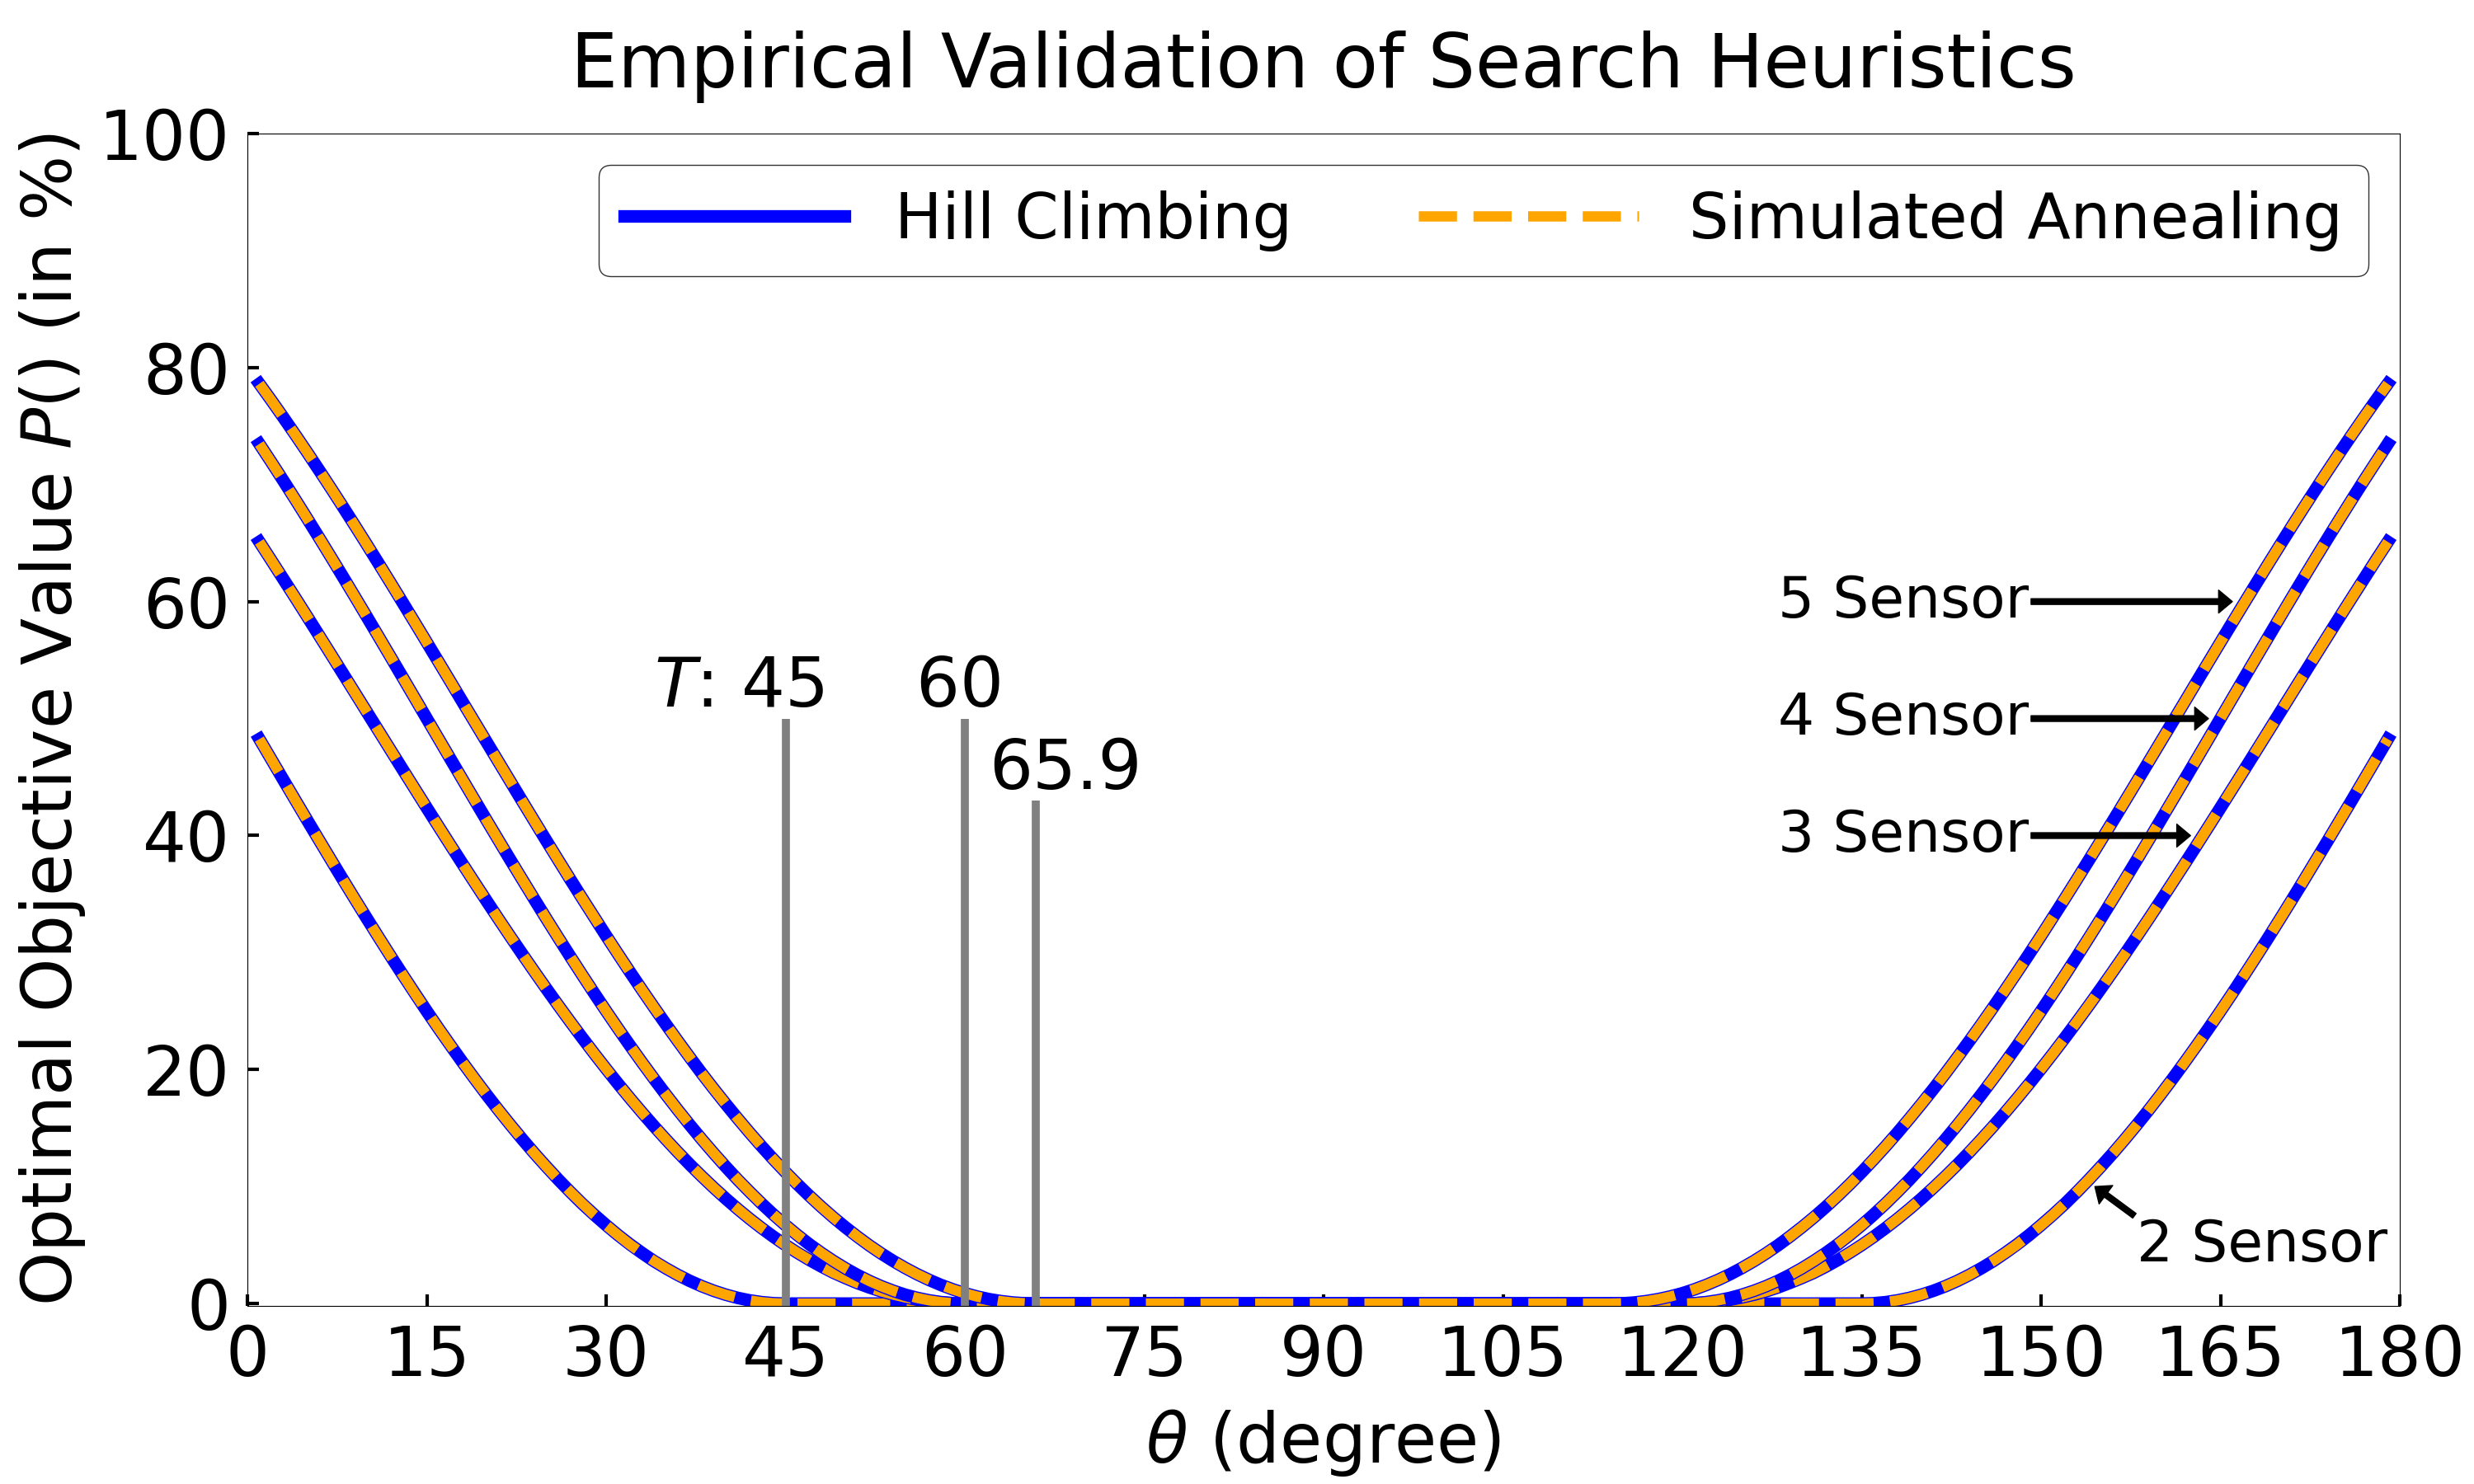 Empirical Validation of Search Heuristics
Optimal Objective Value P() (in %)
100
80
60
40
20
0
Hill Climbing
Simulated Annealing
T: 45
60
65.9
5 Sensor
4 Sensor
3 Sensor
2 Sensor
0 15 30 45 60 75 90 105 120 135 150 165 180
θ (degree)